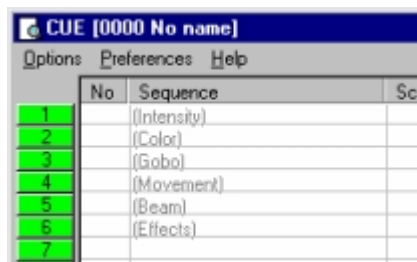 CUE [0000 No name]
Options Preferences Help
No Sequence Sc
1 (Intensity)
2 (Color)
3 (Gobo)
4 (Movement)
5 (Beam)
6 (Effects)
7